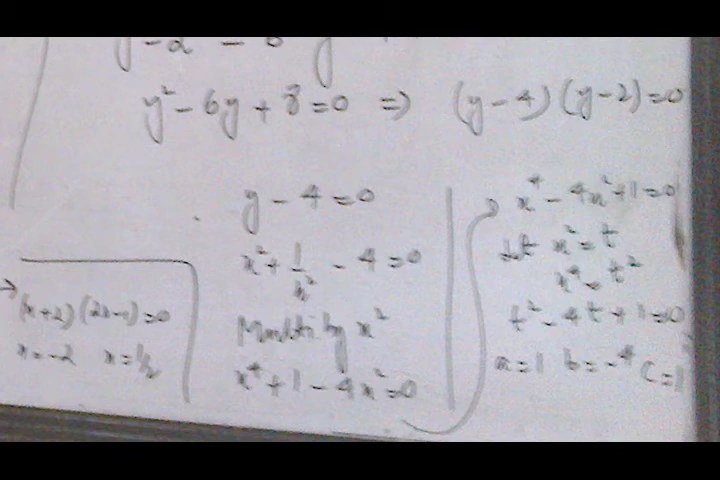 y² - 6y + 8 = 0 ⇒ (y - 4)(y - 2) = 0
(x + 2)(2x - 1) = 0
x = -2 x = 1/2
y - 4 = 0
x² + 1/x² - 4 = 0
Multi by x²
x⁴ + 1 - 4x² = 0
x⁴ - 4x² + 1 = 0
let x² = t
x⁴ = t²
t² - 4t + 1 = 0
a = 1 b = -4 c = 1